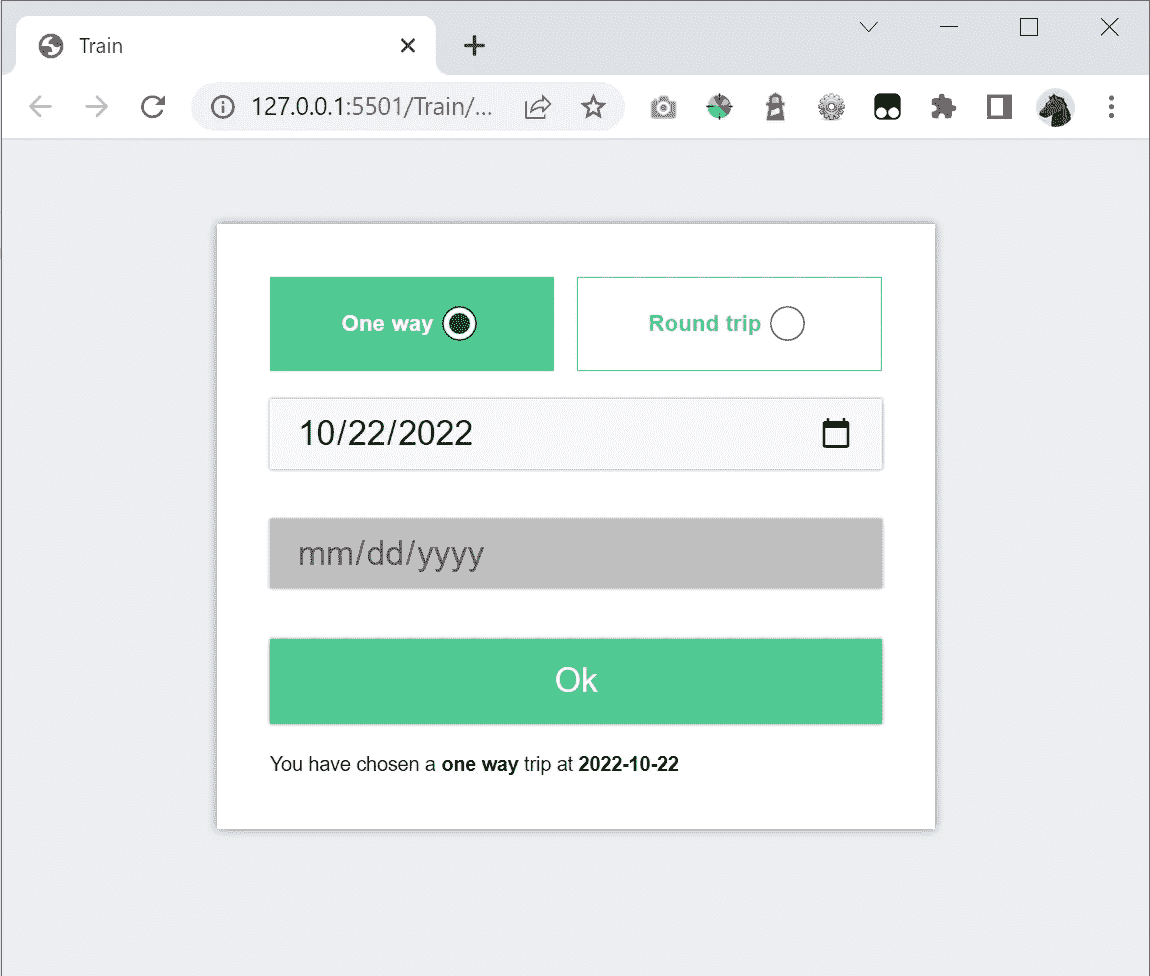 Train
127.0.0.1:5501/Train/...
One way
Round trip
10/22/2022
mm/dd/yyyy
Ok
You have chosen a one way trip at 2022-10-22